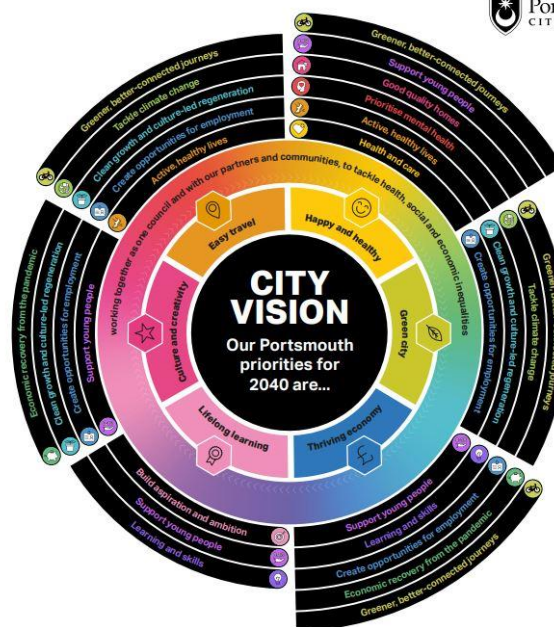 Por
CIT
CITY
VISION
Our Portsmouth
priorities for
2040 are...
Happy and healthy
Green city
Thriving economy
Lifelong learning
Culture and creativity
Easy travel
working together as one council and with our partners and communities, to tackle health, social and economic inequalities
Greener, better-connected journeys
Support young people
Good quality homes
Prioritise mental health
Active, healthy lives
Health and care
Greener,
journeys
Tackle climate change
Clean growth and culture-led regeneration
Create opportunities for employment
Support young people
Learning and skills
Create opportunities for employment
Economic recovery from the pandemic
Greener, better-connected journeys
Build aspiration and ambition
Support young people
Learning and skills
Economic recovery from the pandemic
Clean growth and culture-led regeneration
Create opportunities for employment
Support young people
Greener, better-connected journeys
Tackle climate change
Clean growth and culture-led regeneration
Create opportunities for employment
Active, healthy lives